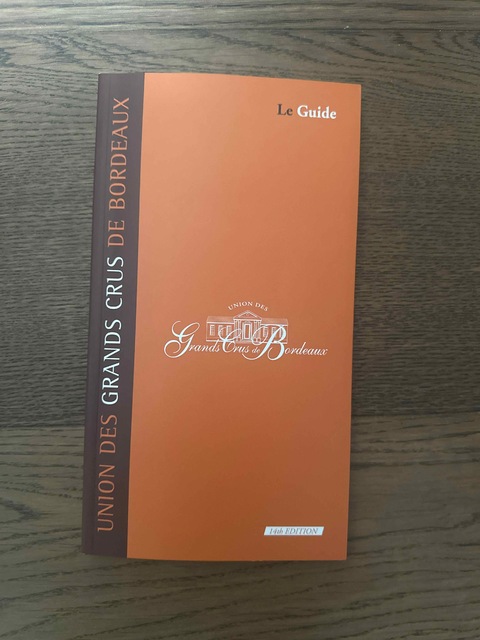 UNION DES GRANDS CRUS DE BORDEAUX
Le Guide
UNION DES
Grands Crus de Bordeaux
14th EDITION